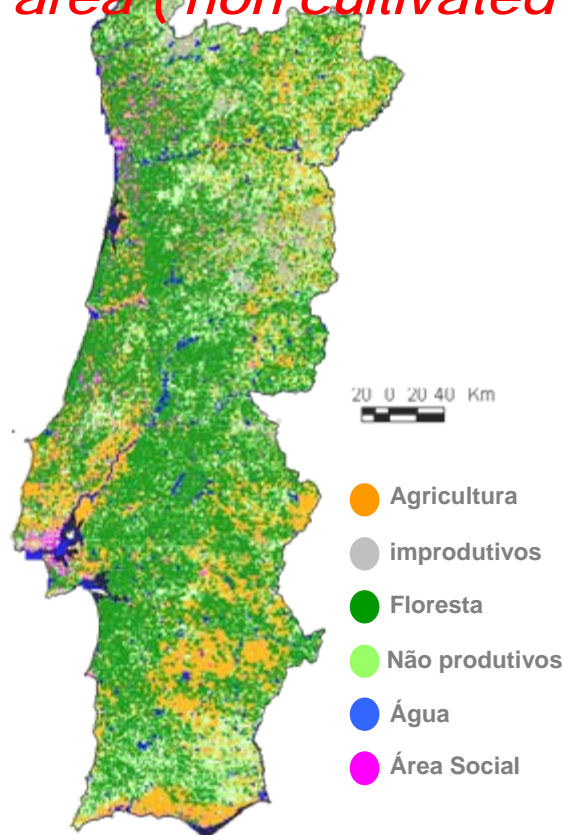 area ( non cultivated
20 0 20 40 Km
Agricultura
improdutivos
Floresta
Não produtivos
Água
Área Social